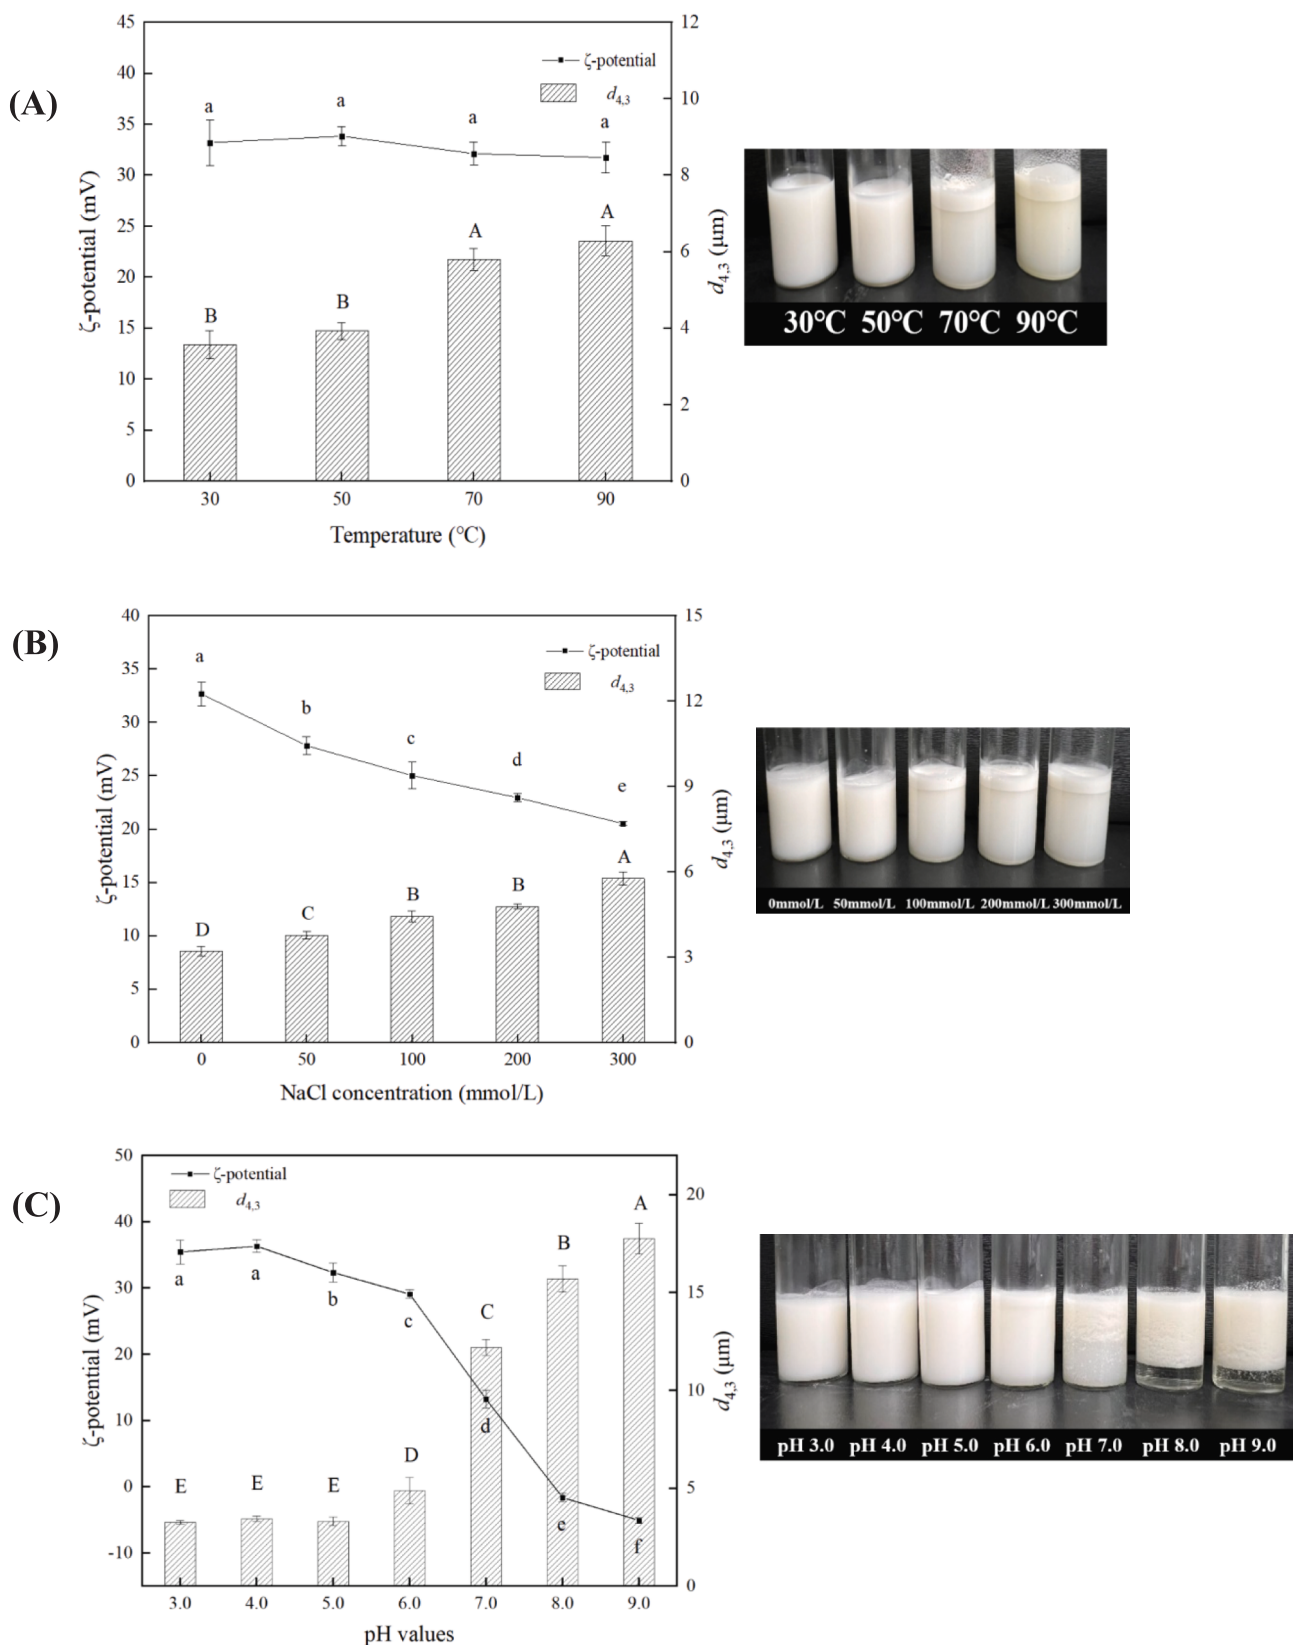 (A)
45
40
35
30
25
20
15
10
5
0
ζ-potential (mV)
12
10
8
6
4
2
0
d4,3 (μm)
ζ-potential
d4,3
a
a
a
a
B
B
A
A
30
50
70
90
Temperature (℃)
30℃ 50℃ 70℃ 90℃
(B)
40
35
30
25
20
15
10
5
0
ζ-potential (mV)
15
12
9
6
3
0
d4,3 (μm)
ζ-potential
d4,3
a
b
c
d
e
D
C
B
B
A
0
50
100
200
300
NaCl concentration (mmol/L)
0mmol/L 50mmol/L 100mmol/L 200mmol/L 300mmol/L
(C)
50
40
30
20
10
0
-10
ζ-potential (mV)
20
15
10
5
0
d4,3 (μm)
ζ-potential
d4,3
a
a
b
c
d
e
f
E
E
E
D
C
B
A
3.0
4.0
5.0
6.0
7.0
8.0
9.0
pH values
pH 3.0 pH 4.0 pH 5.0 pH 6.0 pH 7.0 pH 8.0 pH 9.0